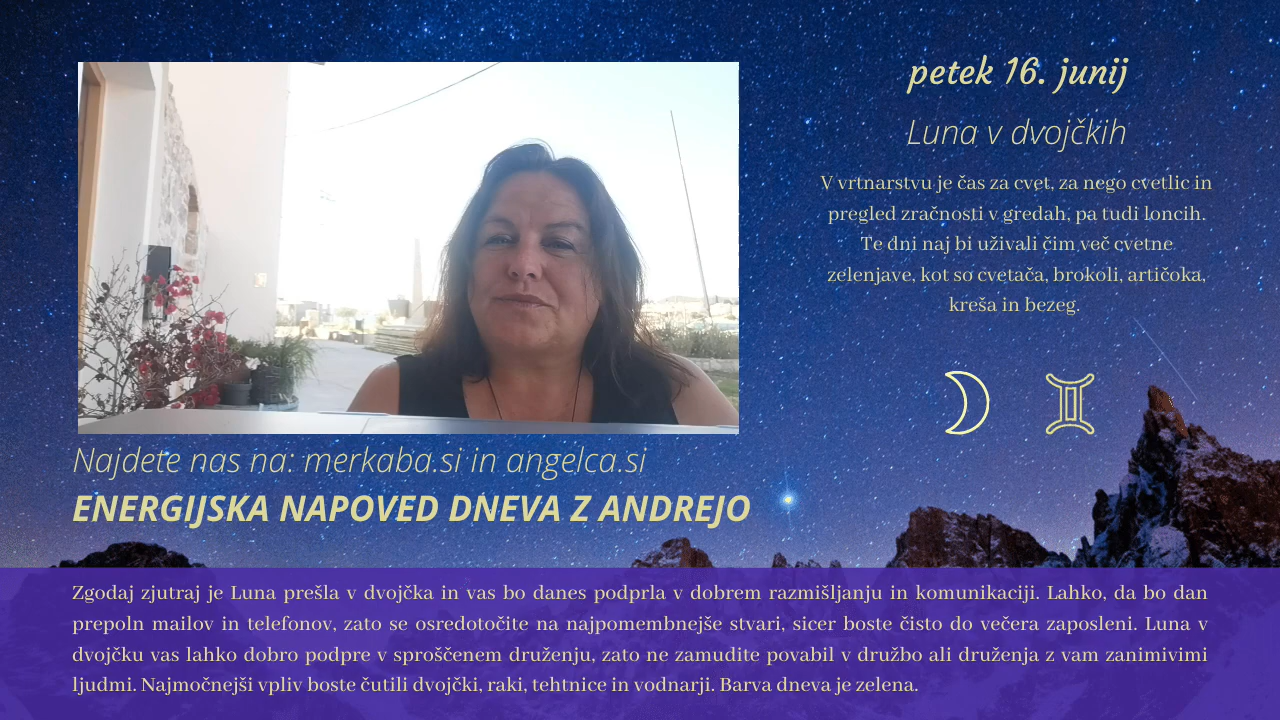 petek 16. junij
Luna v dvojčkih
V vrtnarstvu je čas za cvet, za nego cvetlic in
pregled zračnosti v gredah, pa tudi loncih.
Te dni naj bi uživali čim več cvetne
zelenjave, kot so cvetača, brokoli, artičoka,
kreša in bezeg.
Najdete nas na: merkaba.si in angelca.si
ENERGIJSKA NAPOVED DNEVA Z ANDREJO
Zgodaj zjutraj je Luna prešla v dvojčka in vas bo danes podprla v dobrem razmišljanju in komunikaciji. Lahko, da bo dan
prepoln mailov in telefonov, zato se osredotočite na najpomembnejše stvari, sicer boste čisto do večera zaposleni. Luna v
dvojčku vas lahko dobro podpre v sproščenem druženju, zato ne zamudite povabil v družbo ali druženja z vam zanimivimi
ljudmi. Najmočnejši vpliv boste čutili dvojčki, raki, tehtnice in vodnarji. Barva dneva je zelena.